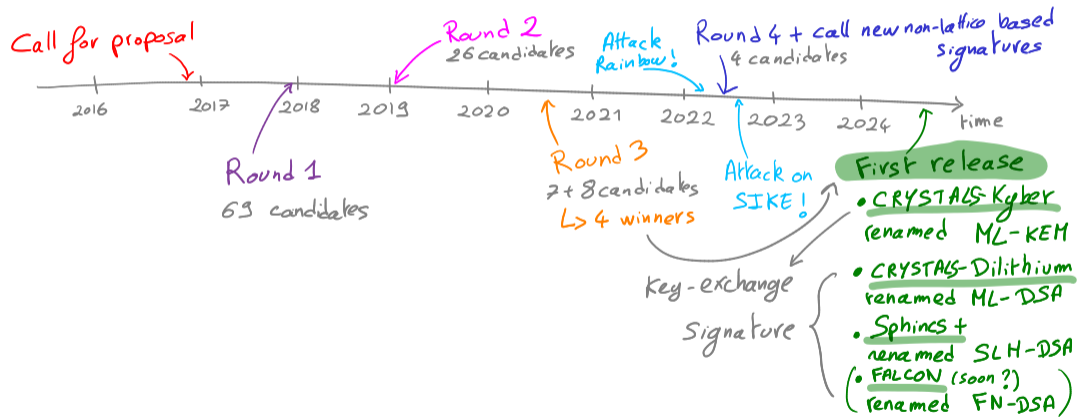 Call for proposal
Round 2
26 candidates
Attack
Rainbow!
Round 4 + call new non-lattice based
signatures
4 candidates
2016
2017
2018
2019
2020
2021
2022
2023
2024
time
Round 1
69 candidates
Round 3
7 + 8 candidates
↳ 4 winners
Attack on
SIKE!
First release
• CRYSTALS-Kyber
renamed ML-KEM
Key-exchange
• CRYSTALS-Dilithium
renamed ML-DSA
Signature
• Sphincs +
renamed SLH-DSA
(• FALCON (soon?)
renamed FN-DSA)